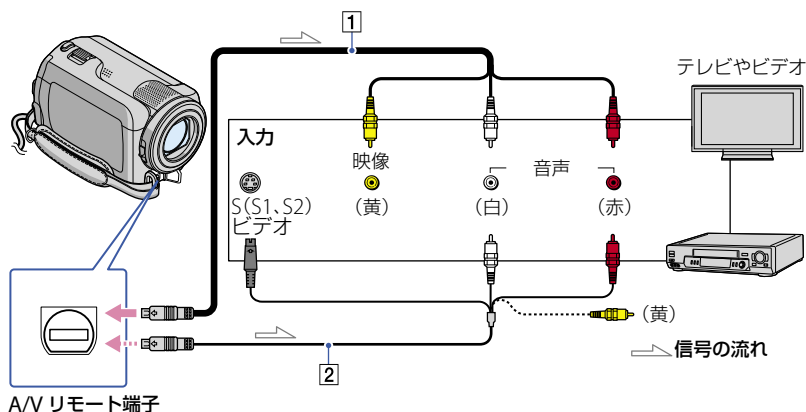 1
テレビやビデオ
入力
映像
音声
S(S1、S2)
ビデオ
(黄)
(白)
(赤)
(黄)
信号の流れ
2
A/V リモート端子